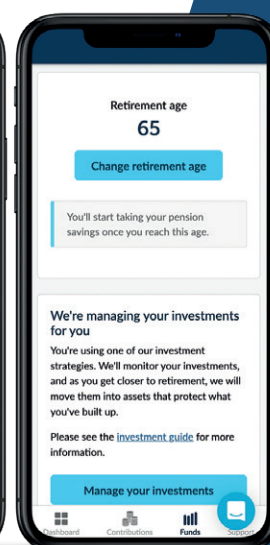 Retirement age
65
Change retirement age
You'll start taking your pension
savings once you reach this age.
We're managing your investments
for you
You're using one of our investment
strategies. We'll monitor your investments,
and as you get closer to retirement, we will
move them into assets that protect what
you've built up.
Please see the investment guide for more
information.
Manage your investments
Dashboard Contributions Funds Support